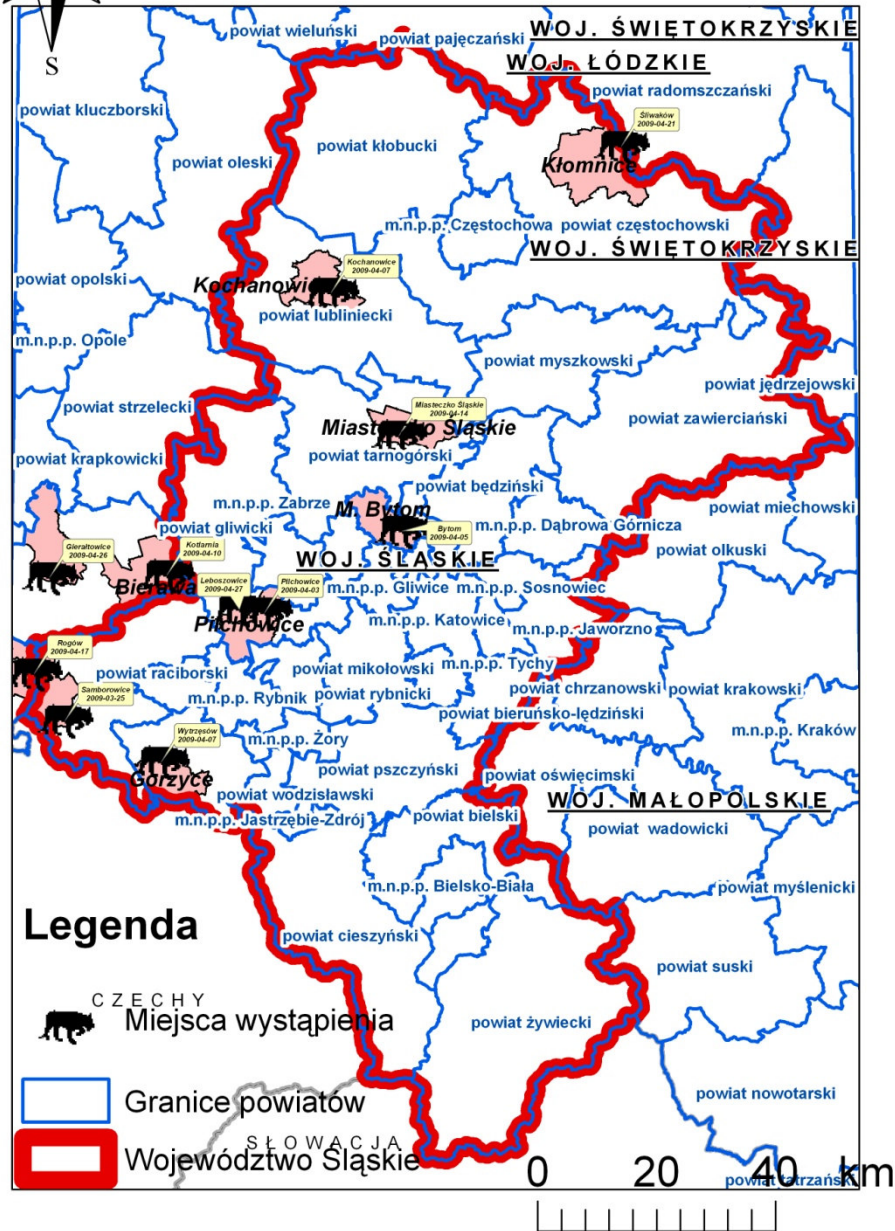 S
powiat wieluński
powiat pajęczański
WOJ. ŚWIĘTOKRZYSKIE
WOJ. ŁÓDZKIE
powiat radomszczański
powiat kluczborski
powiat oleski
powiat kłobucki
Śliwaków
2009-04-21
Kłomnice
m.n.p.p. Częstochowa
powiat częstochowski
WOJ. ŚWIĘTOKRZYSKIE
powiat opolski
Kochanowice
2009-04-07
Kochanowic
powiat lubliniecki
m.n.p.p. Opole
powiat myszkowski
powiat jędrzejowski
powiat strzelecki
Miasteczko Śląskie
2009-04-14
Miasteczko Śląskie
powiat zawierciański
powiat krapkowicki
powiat tarnogórski
powiat będziński
m.n.p.p. Zabrze
M. Bytom
powiat miechowski
powiat gliwicki
Bytom
2009-04-05
m.n.p.p. Dąbrowa Górnicza
powiat olkuski
Gierałtowice
2009-04-26
Kotlarnia
2009-04-10
WOJ. ŚLĄSKIE
Bierawa
Leboszowice
2009-04-27
Pilchowice
2009-04-03
m.n.p.p. Gliwice
m.n.p.p. Sosnowiec
Pilchowice
m.n.p.p. Katowice
m.n.p.p. Jaworzno
Rogów
2009-04-17
powiat raciborski
powiat mikołowski
m.n.p.p. Tychy
Samborowice
2009-03-25
m.n.p.p. Rybnik
powiat rybnicki
powiat chrzanowski
powiat krakowski
powiat bieruńsko-lędziński
m.n.p.p. Kraków
Wytrzęsów
2009-04-07
m.n.p.p. Żory
Gorzyce
powiat pszczyński
powiat oświęcimski
powiat wodzisławski
WOJ. MAŁOPOLSKIE
m.n.p.p. Jastrzębie-Zdrój
powiat bielski
powiat wadowicki
m.n.p.p. Bielsko-Biała
powiat myślenicki
Legenda
powiat cieszyński
powiat suski
CZECHY
Miejsca wystąpienia
powiat żywiecki
Granice powiatów
powiat nowotarski
SŁOWACJA
Województwo Śląskie
0 20 40 km
powiat tatrzańsk